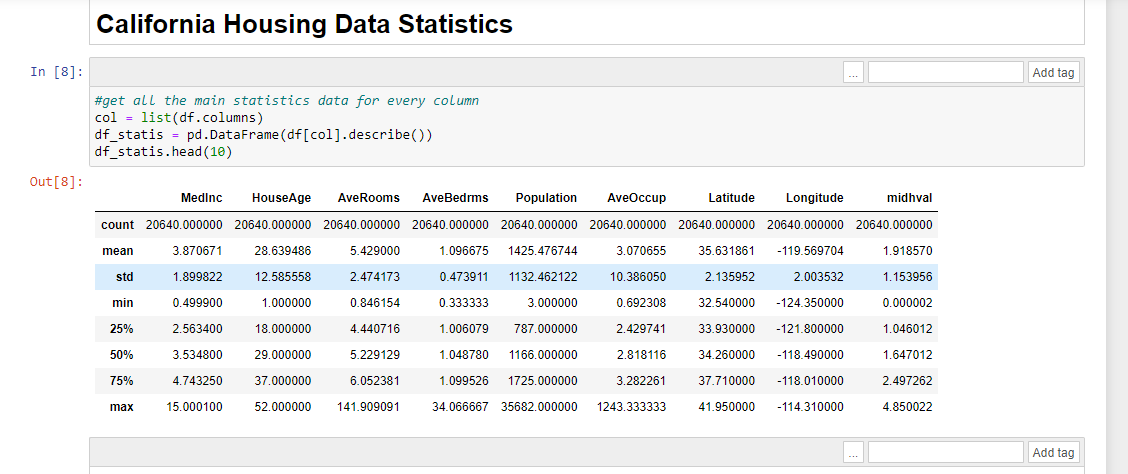 California Housing Data Statistics
In [8]:
... Add tag
#get all the main statistics data for every column
col = list(df.columns)
df_statis = pd.DataFrame(df[col].describe())
df_statis.head(10)
Out[8]:
MedInc HouseAge AveRooms AveBedrms Population AveOccup Latitude Longitude midhval
count 20640.000000 20640.000000 20640.000000 20640.000000 20640.000000 20640.000000 20640.000000 20640.000000 20640.000000
mean 3.870671 28.639486 5.429000 1.096675 1425.476744 3.070655 35.631861 -119.569704 1.918570
std 1.899822 12.585558 2.474173 0.473911 1132.462122 10.386050 2.135952 2.003532 1.153956
min 0.499900 1.000000 0.846154 0.333333 3.000000 0.692308 32.540000 -124.350000 0.000002
25% 2.563400 18.000000 4.440716 1.006079 787.000000 2.429741 33.930000 -121.800000 1.046012
50% 3.534800 29.000000 5.229129 1.048780 1166.000000 2.818116 34.260000 -118.490000 1.647012
75% 4.743250 37.000000 6.052381 1.099526 1725.000000 3.282261 37.710000 -118.010000 2.497262
max 15.000100 52.000000 141.909091 34.066667 35682.000000 1243.333333 41.950000 -114.310000 4.850022
... Add tag